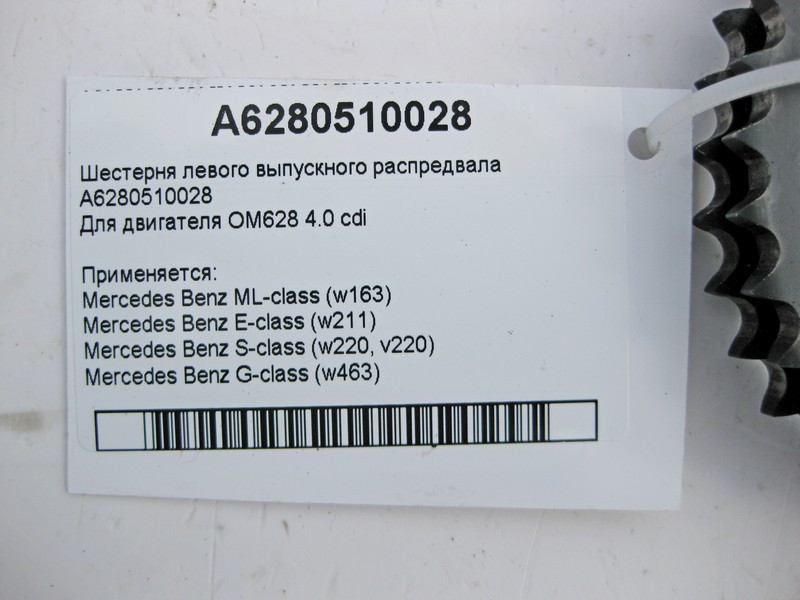 A6280510028
Шестерня левого выпускного распредвала
A6280510028
Для двигателя OM628 4.0 cdi
Применяется:
Mercedes Benz ML-class (w163)
Mercedes Benz E-class (w211)
Mercedes Benz S-class (w220, v220)
Mercedes Benz G-class (w463)